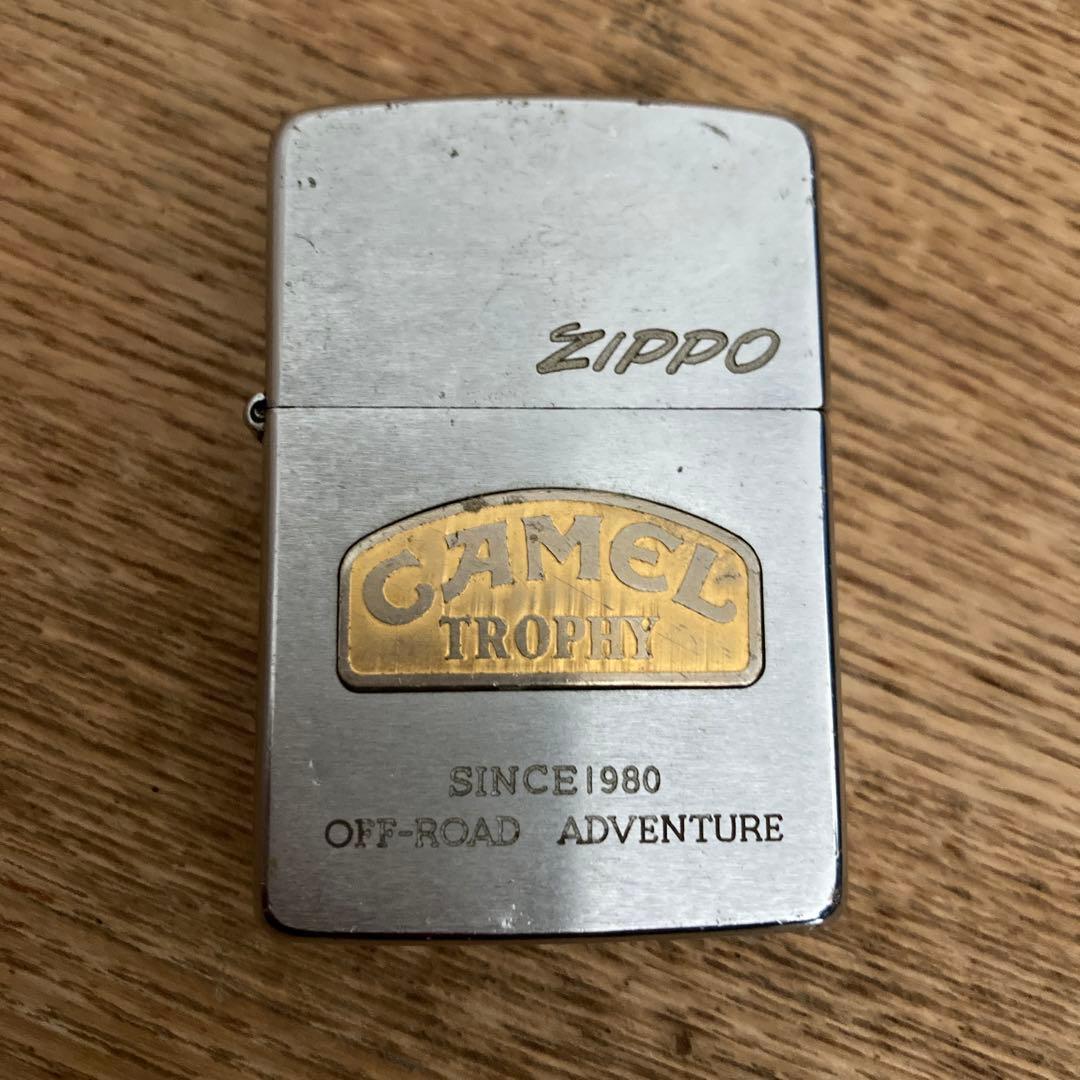 ZIPPO
CAMEL
TROPHY
SINCE1980
OFF-ROAD ADVENTURE